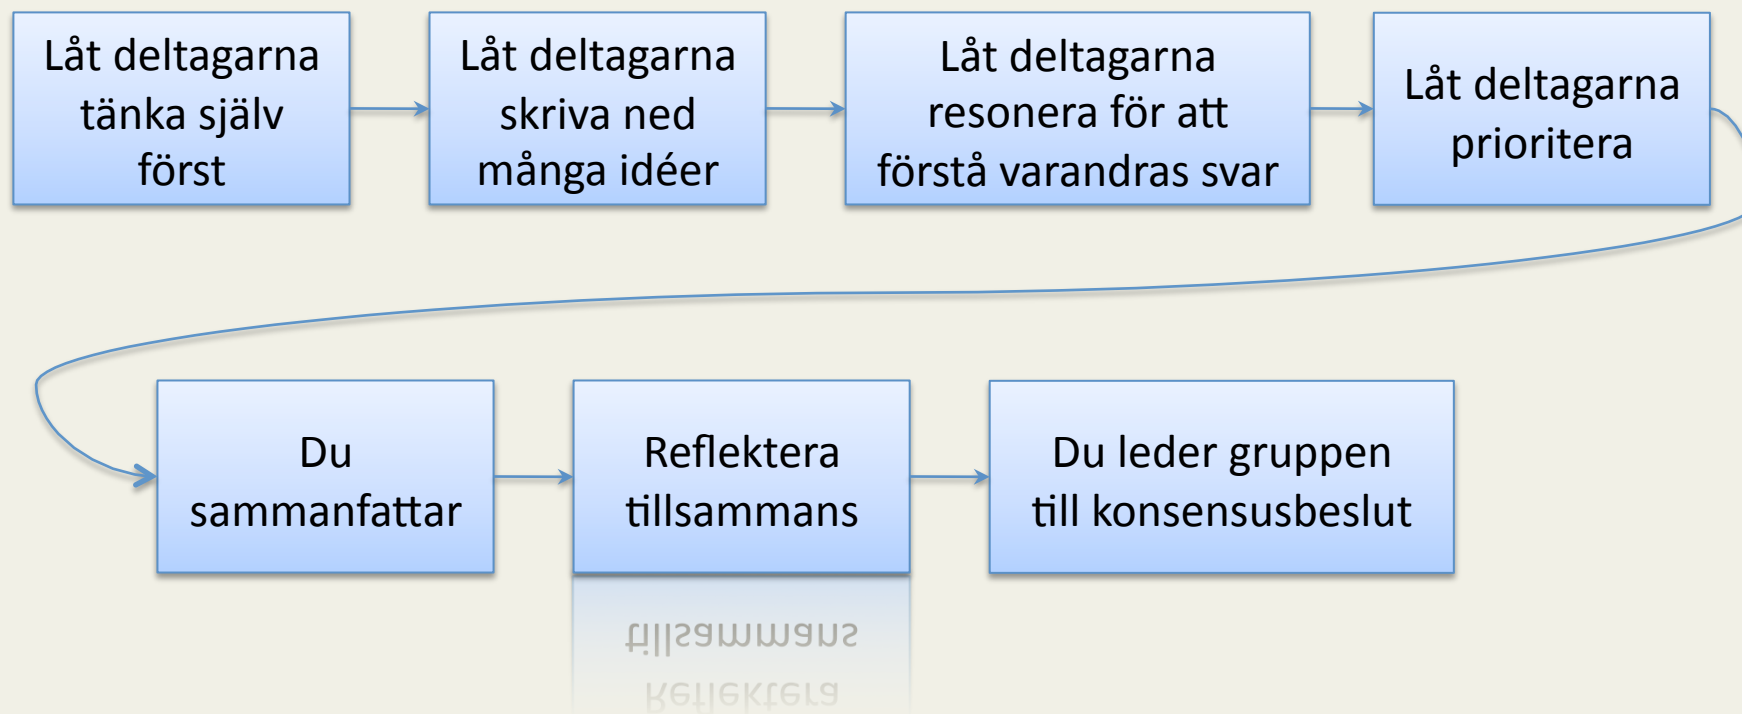 Låt deltagarna
tänka själv
först
Låt deltagarna
skriva ned
många idéer
Låt deltagarna
resonera för att
förstå varandras svar
Låt deltagarna
prioritera
Du
sammanfattar
Reflektera
tillsammans
Du leder gruppen
till konsensusbeslut